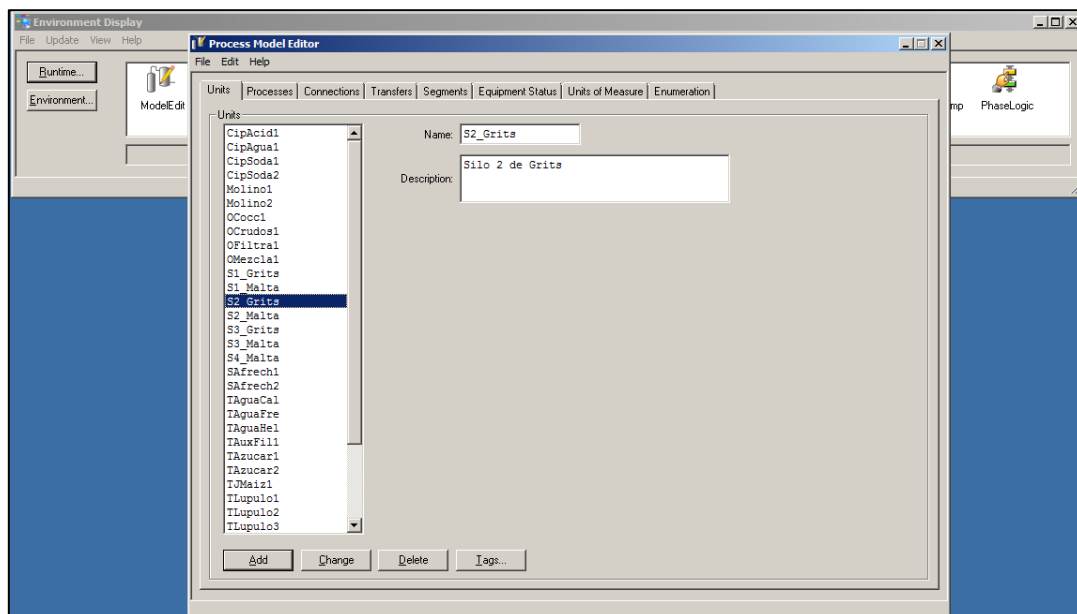 Environment Display
File Update View Help
Runtime...
Environment...
ModelEdit
mp
PhaseLogic
Process Model Editor
File Edit Help
Units Processes Connections Transfers Segments Equipment Status Units of Measure Enumeration
Units
CipAcid1
CipAgua1
CipSoda1
CipSoda2
Molino1
Molino2
OCocc1
OCrudos1
OFiltra1
OMezcla1
S1_Grits
S1_Malta
S2_Grits
S2_Malta
S3_Grits
S3_Malta
S4_Malta
SAfrech1
SAfrech2
TAguaCal
TAguaFre
TAguaHel
TAuxFil1
TAzucar1
TAzucar2
TJMaiz1
TLupulo1
TLupulo2
TLupulo3
Name: S2_Grits
Description: Silo 2 de Grits
Add Change Delete Tags...